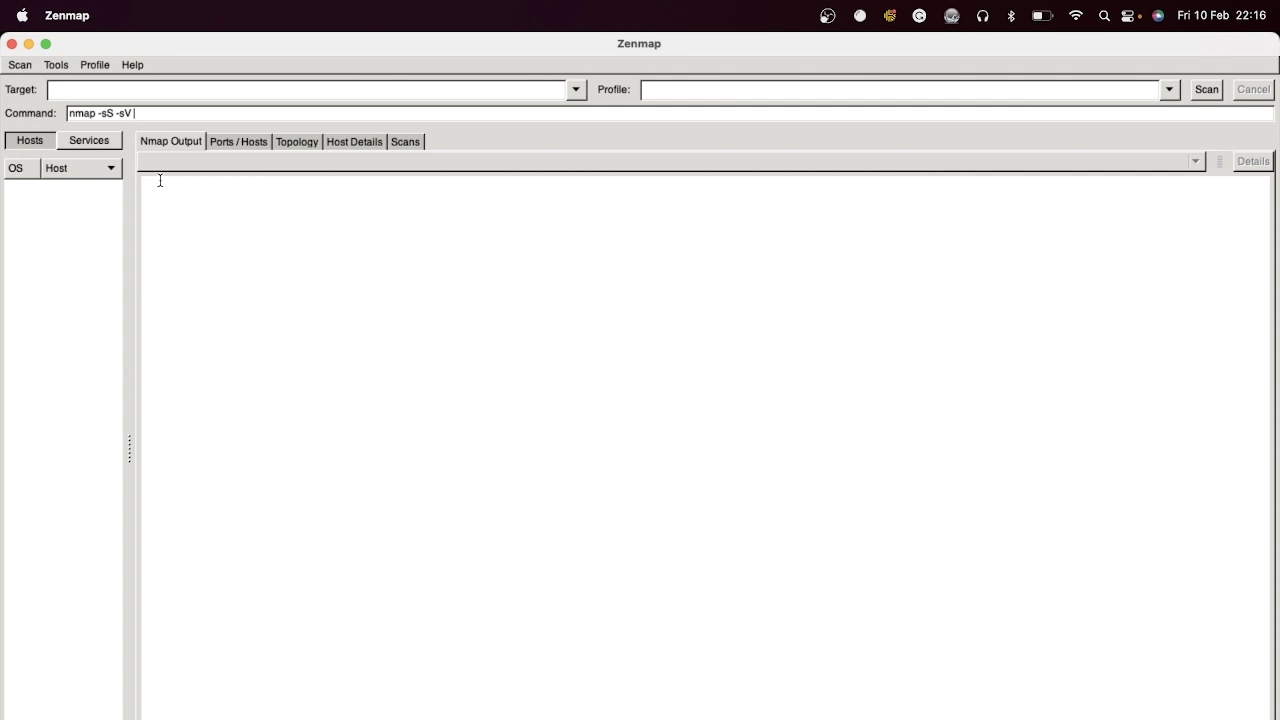 Zenmap Fri 10 Feb 22:16
Zenmap
Scan Tools Profile Help
Target: Profile: Scan Cancel
Command: nmap -sS -sV
Hosts Services Nmap Output Ports / Hosts Topology Host Details Scans
OS Host Details